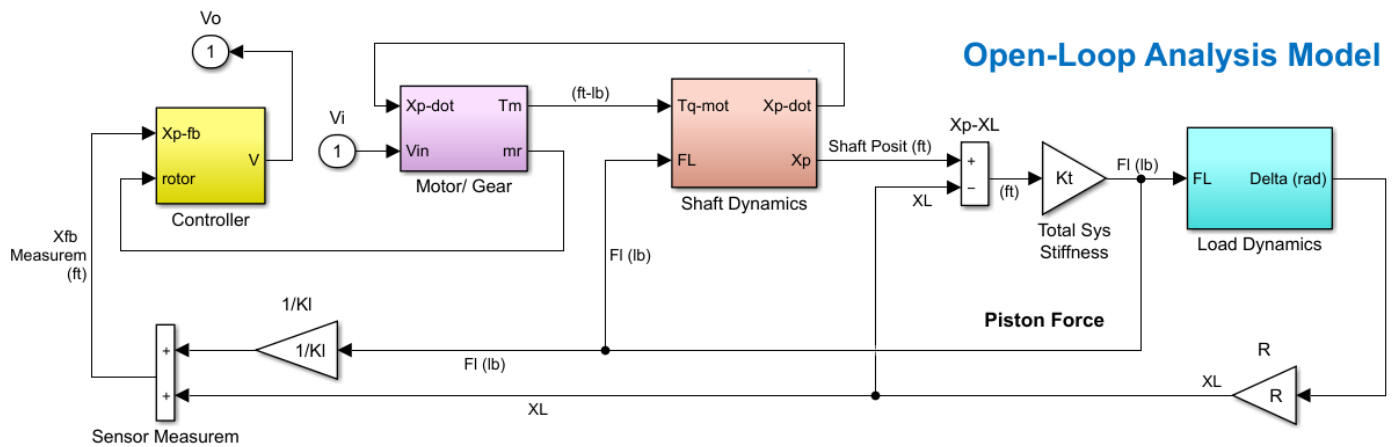 Open-Loop Analysis Model
Vo
1
Xp-fb
rotor
V
Controller
Vi
1
Xp-dot
Tm
Vin
mr
Motor/ Gear
(ft-lb)
Tq-mot
Xp-dot
FL
Xp
Shaft Dynamics
Shaft Posit (ft)
Xp-XL
+
−
XL
(ft)
Kt
Total Sys
Stiffness
Fl (lb)
FL
Delta (rad)
Load Dynamics
Xfb
Measurem
(ft)
Fl (lb)
Piston Force
1/Kl
1/Kl
Fl (lb)
R
R
XL
XL
+
+
Sensor Measurem